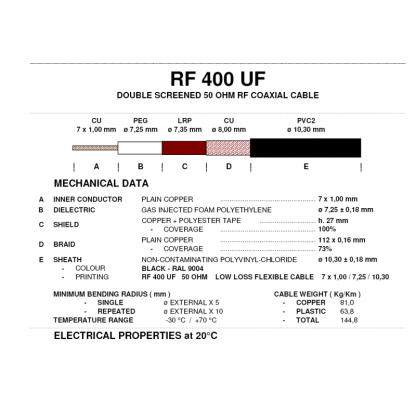 RF 400 UF
DOUBLE SCREENED 50 OHM RF COAXIAL CABLE
CU PEG LRP CU PVC2
7 x 1,00 mm ø 7,25 mm ø 7,35 mm ø 8,00 mm ø 10,30 mm
| A | B | C | D | E |
MECHANICAL DATA
A INNER CONDUCTOR PLAIN COPPER 7 x 1,00 mm
B DIELECTRIC GAS INJECTED FOAM POLYETHYLENE ø 7,25 ± 0,18 mm
C SHIELD COPPER + POLYESTER TAPE h. 27 mm
- COVERAGE 100%
D BRAID PLAIN COPPER 112 x 0,16 mm
- COVERAGE 73%
E SHEATH NON-CONTAMINATING POLYVINYL-CHLORIDE ø 10,30 ± 0,18 mm
- COLOUR BLACK - RAL 9004
- PRINTING RF 400 UF 50 OHM LOW LOSS FLEXIBLE CABLE 7 x 1,00 / 7,25 / 10,30
MINIMUM BENDING RADIUS ( mm ) CABLE WEIGHT ( Kg/Km )
- SINGLE ø EXTERNAL X 5 - COPPER 81,0
- REPEATED ø EXTERNAL X 10 - PLASTIC 63,8
TEMPERATURE RANGE -30 °C / +70 °C - TOTAL 144,8
ELECTRICAL PROPERTIES at 20°C